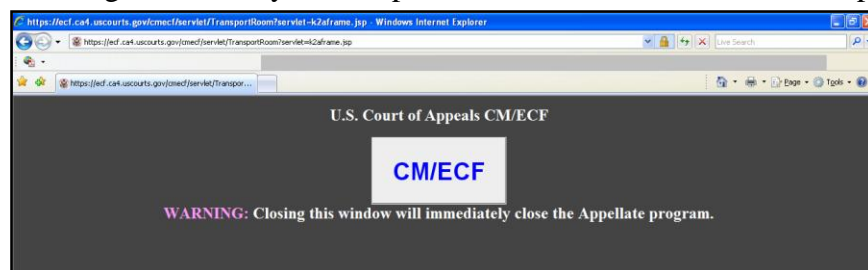 https://ecf.ca4.uscourts.gov/cmecf/servlet/TransportRoom?servlet=k2aframe.jsp - Windows Internet Explorer
https://ecf.ca4.uscourts.gov/cmecf/servlet/TransportRoom?servlet=k2aframe.jsp
Live Search
https://ecf.ca4.uscourts.gov/cmecf/servlet/Transpor...
Page
Tools
U.S. Court of Appeals CM/ECF
CM/ECF
WARNING: Closing this window will immediately close the Appellate program.